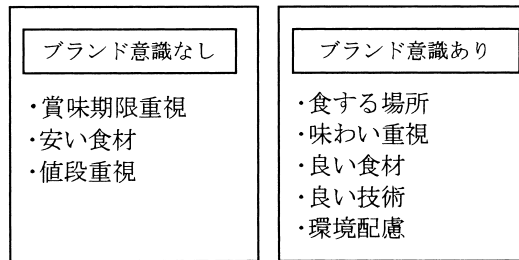 ブランド意識なし
・賞味期限重視
・安い食材
・値段重視
ブランド意識あり
・食する場所
・味わい重視
・良い食材
・良い技術
・環境配慮